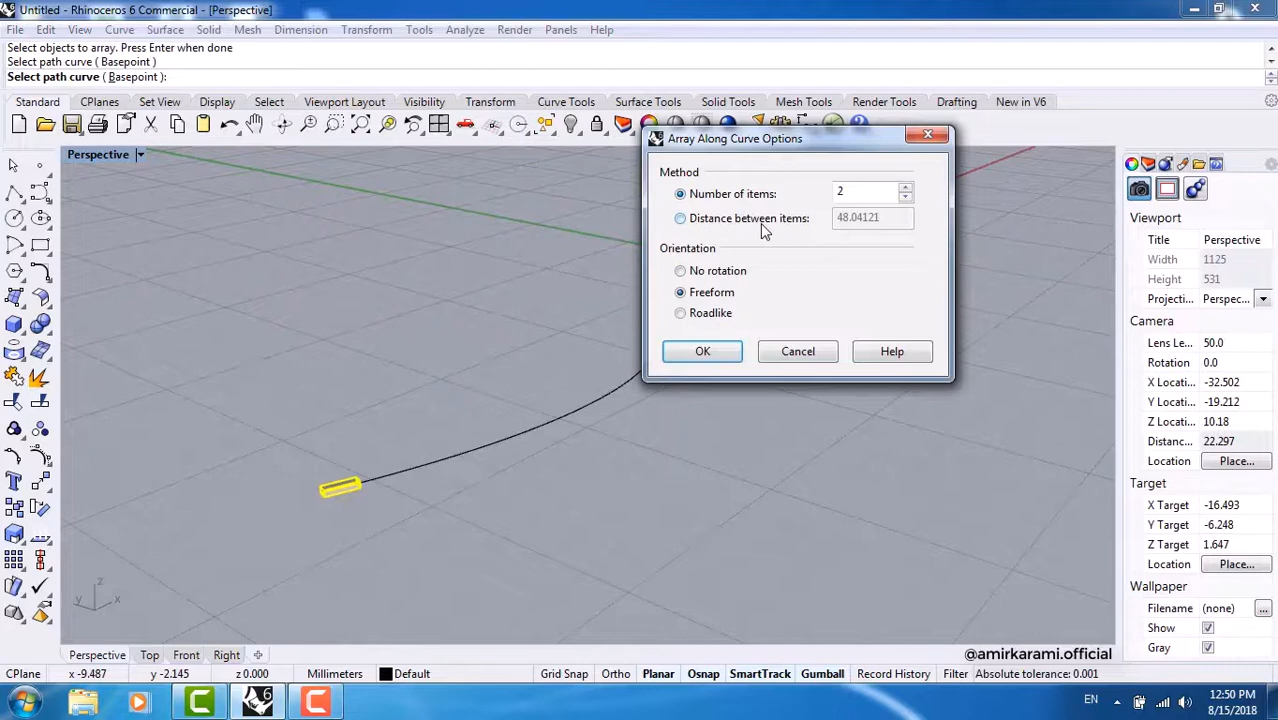 Untitled - Rhinoceros 6 Commercial - [Perspective]
File Edit View Curve Surface Solid Mesh Dimension Transform Tools Analyze Render Panels Help
Select objects to array. Press Enter when done
Select path curve ( Basepoint )
Select path curve ( Basepoint ):
Standard CPlanes Set View Display Select Viewport Layout Visibility Transform Curve Tools Surface Tools Solid Tools Mesh Tools Render Tools Drafting New in V6
Perspective
Array Along Curve Options
Method
Number of items: 2
Distance between items: 48.04121
Orientation
No rotation
Freeform
Roadlike
OK Cancel Help
Viewport
Title Perspective
Width 1125
Height 531
Projecti... Perspec...
Camera
Lens Le... 50.0
Rotation 0.0
X Locati... -32.502
Y Locati... -19.212
Z Locati... 10.18
Distanc... 22.297
Location Place...
Target
X Target -16.493
Y Target -6.248
Z Target 1.647
Location Place...
Wallpaper
Filename (none) ...
Show
Gray
z
y x
Perspective Top Front Right
@amirkarami.official
CPlane x -9.487 y -2.145 z 0.000 Millimeters Default Grid Snap Ortho Planar Osnap SmartTrack Gumball Record History Filter Absolute tolerance: 0.001
EN 12:50 PM
8/15/2018